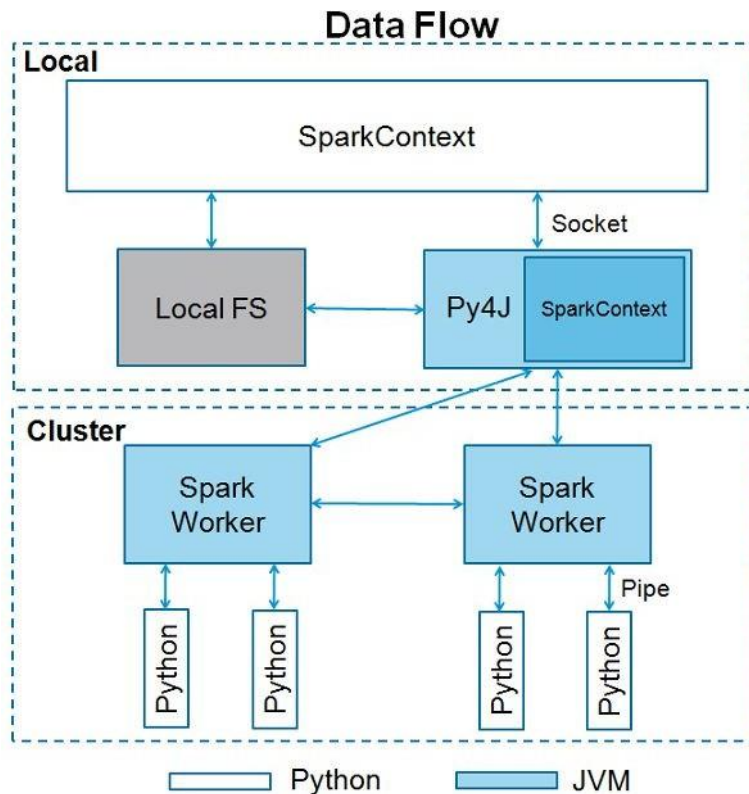 Data Flow
Local
SparkContext
Socket
Local FS
Py4J
SparkContext
Cluster
Spark
Worker
Spark
Worker
Pipe
Python
Python
Python
Python
Python
JVM